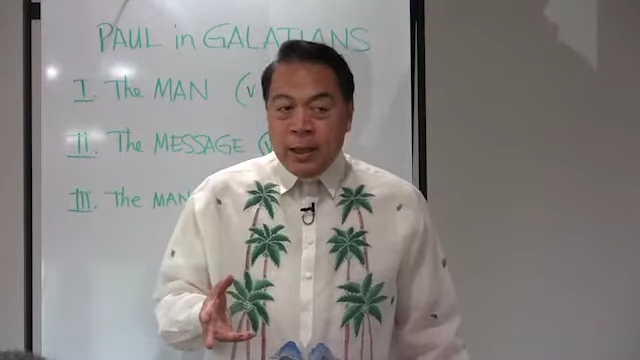 PAUL in GALATIANS
I. The MAN (v
II. The MESSAGE (v
III. The MAN